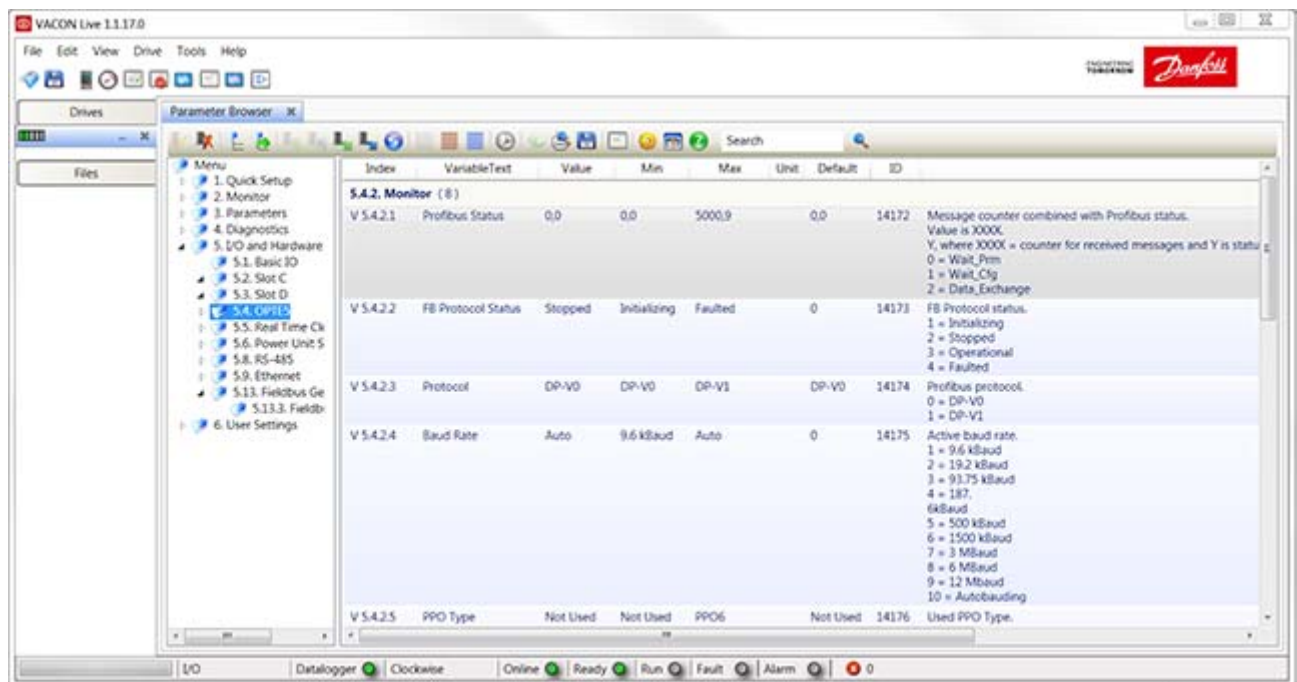 VACON Live 1.1.17.0
File Edit View Drive Tools Help
ENGINEERING
TOMORROW
Danfoss
Drives
Files
Parameter Browser
Search
Menu
1. Quick Setup
2. Monitor
3. Parameters
4. Diagnostics
5. I/O and Hardware
5.1. Basic IO
5.2. Slot C
5.3. Slot D
5.4. OPTE5
5.5. Real Time Clo
5.6. Power Unit S
5.8. RS-485
5.9. Ethernet
5.13. Fieldbus Ge
5.13.3. Fieldb
6. User Settings
Index VariableText Value Min Max Unit Default ID
5.4.2. Monitor (8)
V 5.4.2.1 Profibus Status 0,0 0,0 5000,9 0,0 14172 Message counter combined with Profibus status.
Value is XXXX.
Y, where XXXX = counter for received messages and Y is statu
0 = Wait_Prm
1 = Wait_Cfg
2 = Data_Exchange
V 5.4.2.2 FB Protocol Status Stopped Initializing Faulted 0 14173 FB Protocol status.
1 = Initializing
2 = Stopped
3 = Operational
4 = Faulted
V 5.4.2.3 Protocol DP-V0 DP-V0 DP-V1 DP-V0 14174 Profibus protocol.
0 = DP-V0
1 = DP-V1
V 5.4.2.4 Baud Rate Auto 9.6 kBaud Auto 0 14175 Active baud rate.
1 = 9.6 kBaud
2 = 19.2 kBaud
3 = 93.75 kBaud
4 = 187.
6kBaud
5 = 500 kBaud
6 = 1500 kBaud
7 = 3 MBaud
8 = 6 MBaud
9 = 12 Mbaud
10 = Autobauding
V 5.4.2.5 PPO Type Not Used Not Used PPO6 Not Used 14176 Used PPO Type.
I/O Datalogger Clockwise Online Ready Run Fault Alarm 0